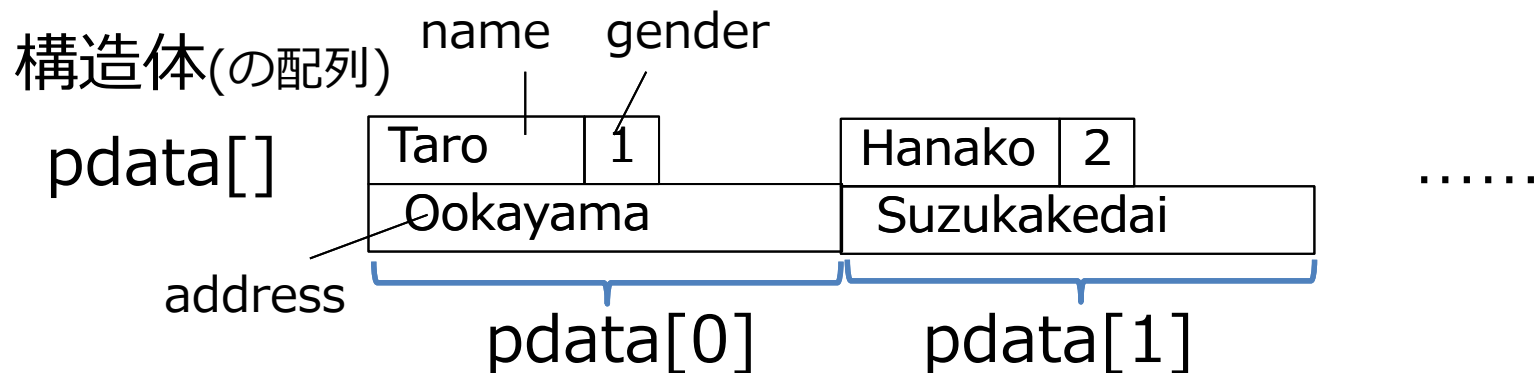 name gender
構造体(の配列)
pdata[]
Taro 1 Hanako 2
......
Ookayama Suzukakedai
address
pdata[0] pdata[1]